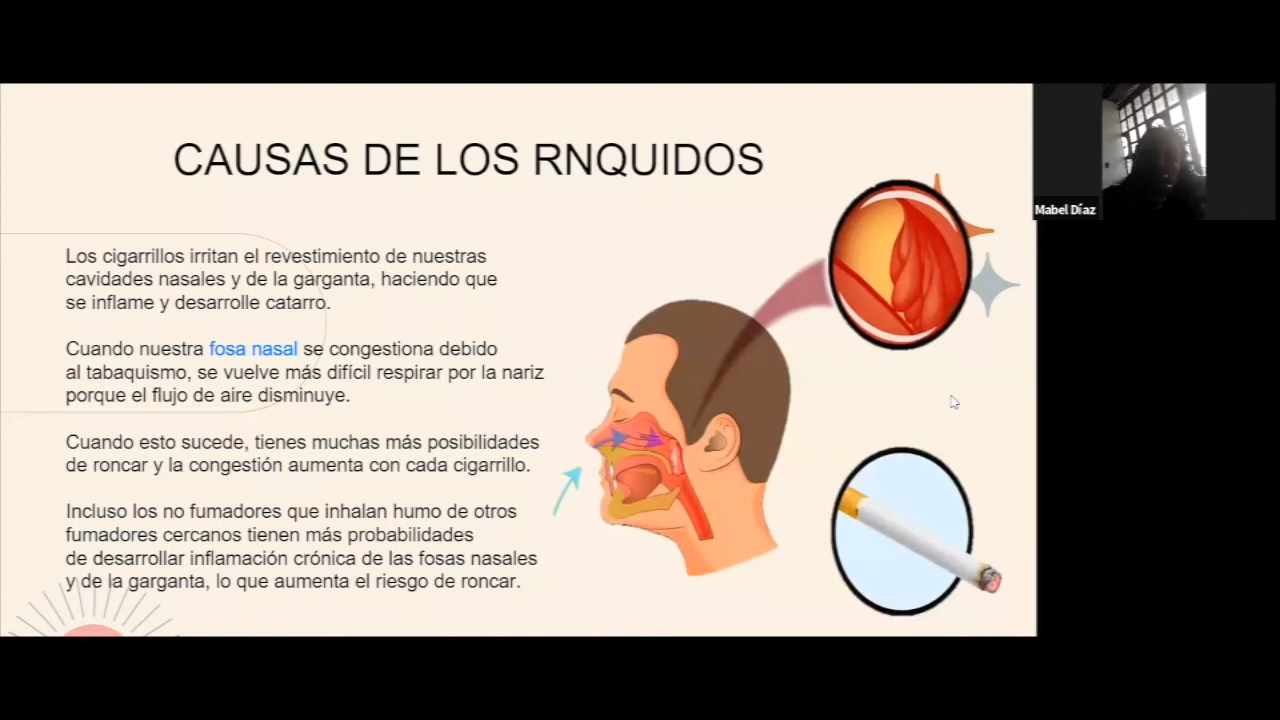 CAUSAS DE LOS RNQUIDOS
Los cigarrillos irritan el revestimiento de nuestras
cavidades nasales y de la garganta, haciendo que
se inflame y desarrolle catarro.
Cuando nuestra fosa nasal se congestiona debido
al tabaquismo, se vuelve más difícil respirar por la nariz
porque el flujo de aire disminuye.
Cuando esto sucede, tienes muchas más posibilidades
de roncar y la congestión aumenta con cada cigarrillo.
Incluso los no fumadores que inhalan humo de otros
fumadores cercanos tienen más probabilidades
de desarrollar inflamación crónica de las fosas nasales
y de la garganta, lo que aumenta el riesgo de roncar.
Mabel Díaz